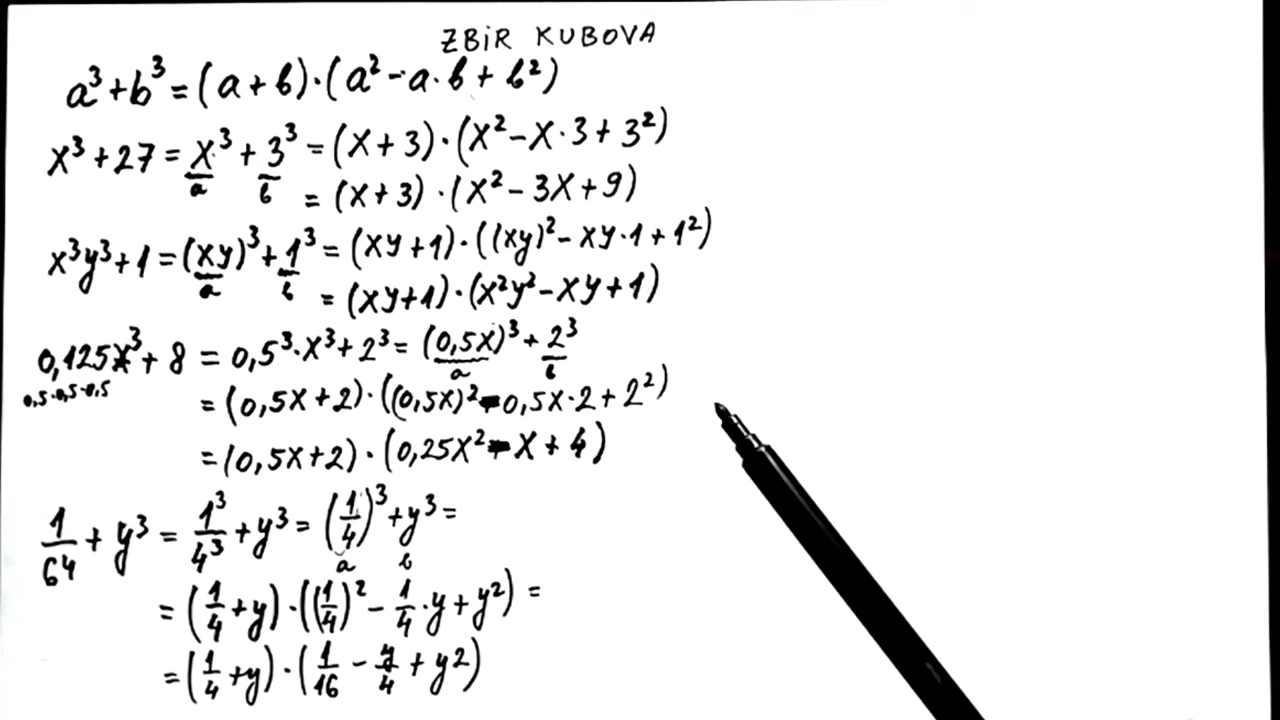 ZBIR KUBOVA
a³+b³=(a+b)·(a²-a·b+b²)
x³+27=x³+3³=(x+3)·(x²-x·3+3²)
a b
=(x+3)·(x²-3x+9)
x³y³+1=(xy)³+1³=(xy+1)·((xy)²-xy·1+1²)
a b
=(xy+1)·(x²y²-xy+1)
0,125x³+8=0,5³·x³+2³=(0,5x)³+2³
0,5·0,5·0,5 a b
=(0,5x+2)·((0,5x)²-0,5x·2+2²)
=(0,5x+2)·(0,25x²-x+4)
1/64+y³=1³/4³+y³=(1/4)³+y³=
a b
=(1/4+y)·((1/4)²-1/4·y+y²)=
=(1/4+y)·(1/16-y/4+y²)